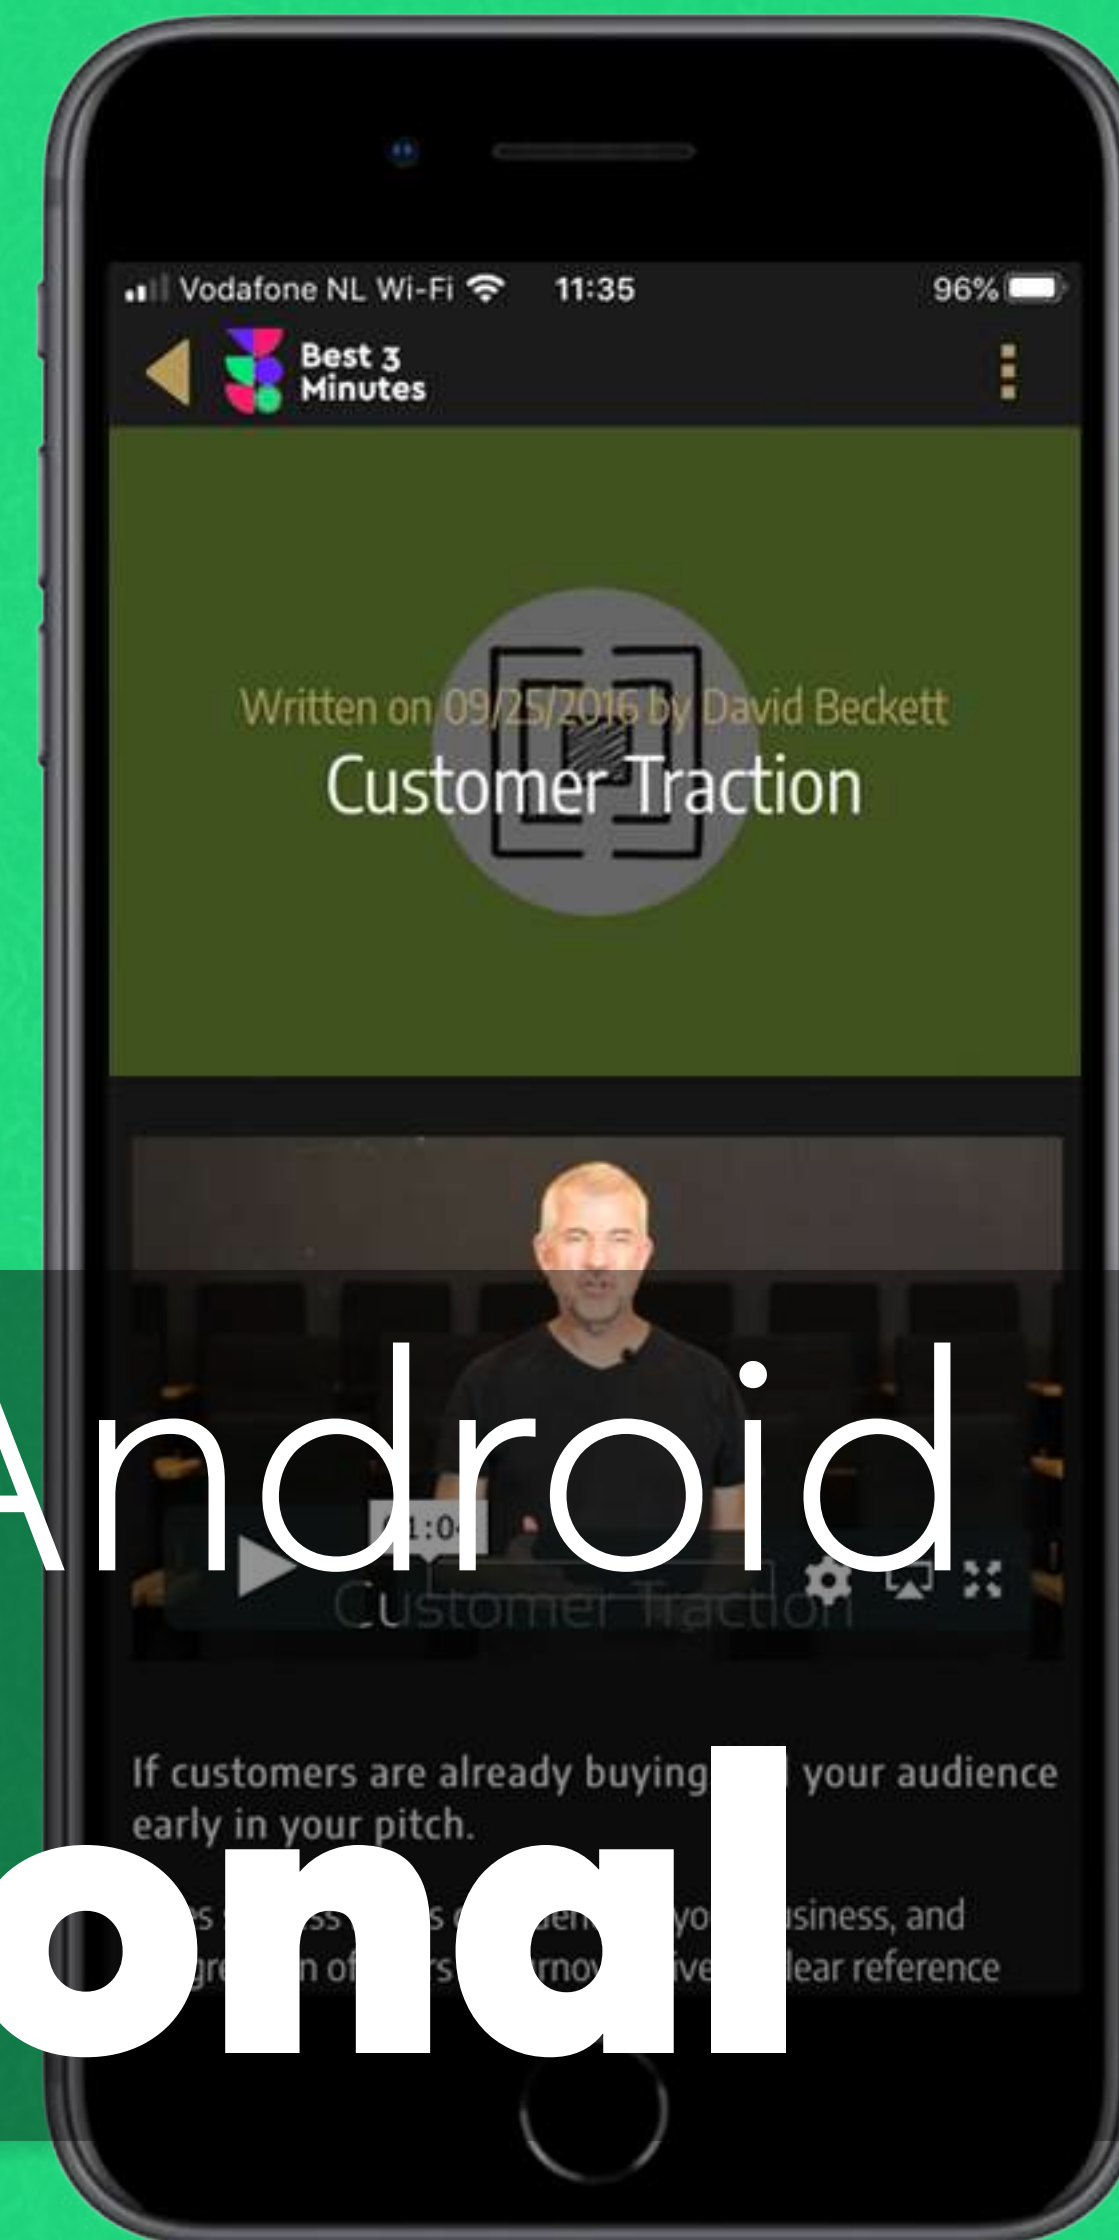 Vodafone NL Wi-Fi 11:35 96%
Best 3
Minutes
Written on 09/25/2016 by David Beckett
Customer Traction
Android
Customer Traction
If customers are already buying your audience
early in your pitch.
onal
and
lear reference